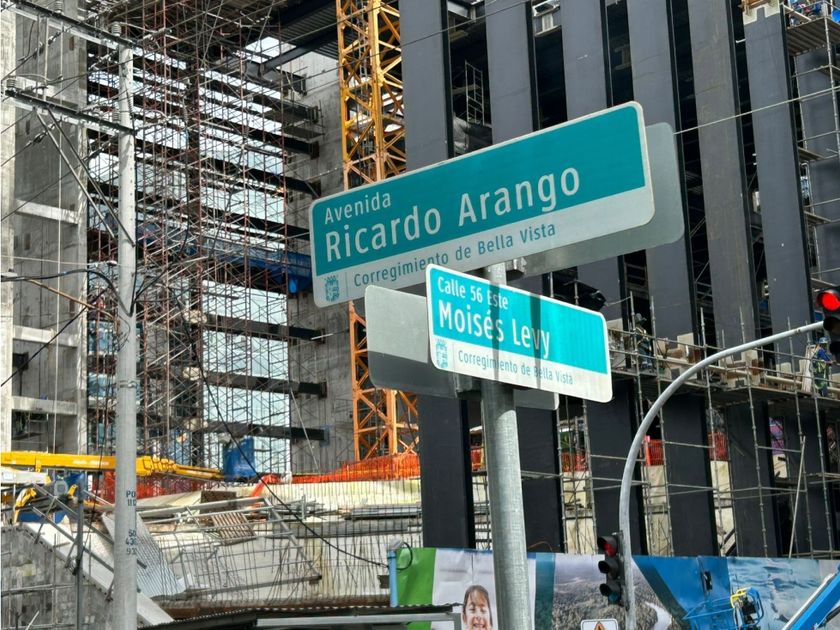 Avenida
Ricardo Arango
Corregimiento de Bella Vista
Calle 56 Este
Moisés Levy
Corregimiento de Bella Vista